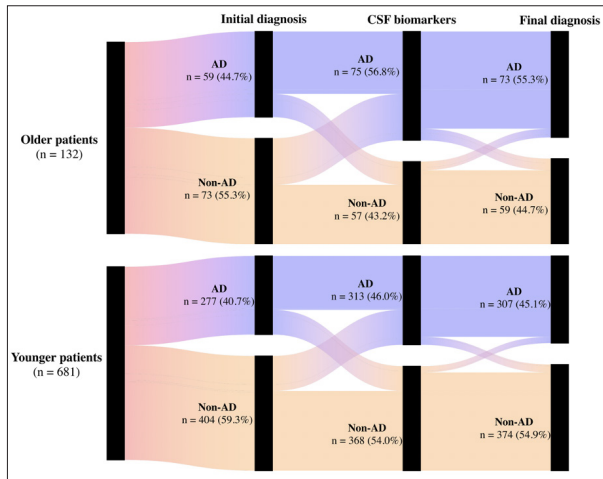 Initial diagnosis
CSF biomarkers
Final diagnosis
Older patients
(n = 132)
AD
n = 59 (44.7%)
Non-AD
n = 73 (55.3%)
AD
n = 75 (56.8%)
Non-AD
n = 57 (43.2%)
AD
n = 73 (55.3%)
Non-AD
n = 59 (44.7%)
Younger patients
(n = 681)
AD
n = 277 (40.7%)
Non-AD
n = 404 (59.3%)
AD
n = 313 (46.0%)
Non-AD
n = 368 (54.0%)
AD
n = 307 (45.1%)
Non-AD
n = 374 (54.9%)